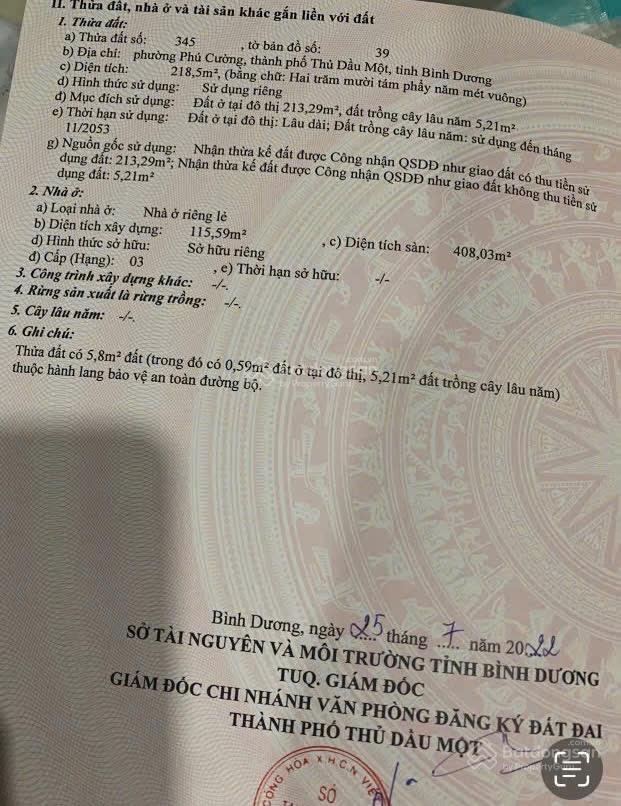 II. Thửa đất, nhà ở và tài sản khác gắn liền với đất
1. Thửa đất:
a) Thửa đất số: 345 , tờ bản đồ số: 39
b) Địa chỉ: phường Phú Cường, thành phố Thủ Dầu Một, tỉnh Bình Dương
c) Diện tích: 218,5m², (bằng chữ: Hai trăm mười tám phẩy năm mét vuông)
d) Hình thức sử dụng: Sử dụng riêng
đ) Mục đích sử dụng: Đất ở tại đô thị 213,29m², đất trồng cây lâu năm 5,21m²
e) Thời hạn sử dụng: Đất ở tại đô thị: Lâu dài; Đất trồng cây lâu năm: sử dụng đến tháng
11/2053
g) Nguồn gốc sử dụng: Nhận thừa kế đất được Công nhận QSDĐ như giao đất có thu tiền sử
dụng đất: 213,29m²; Nhận thừa kế đất được Công nhận QSDĐ như giao đất không thu tiền sử
dụng đất: 5,21m²
2. Nhà ở:
a) Loại nhà ở: Nhà ở riêng lẻ
b) Diện tích xây dựng: 115,59m² , c) Diện tích sàn: 408,03m²
d) Hình thức sở hữu: Sở hữu riêng
đ) Cấp (Hạng): 03 , e) Thời hạn sở hữu: -/-
3. Công trình xây dựng khác: -/-.
4. Rừng sản xuất là rừng trồng: -/-.
5. Cây lâu năm: -/-.
6. Ghi chú:
Thửa đất có 5,8m² đất (trong đó có 0,59m² đất ở tại đô thị, 5,21m² đất trồng cây lâu năm)
thuộc hành lang bảo vệ an toàn đường bộ.
Bình Dương, ngày 25 tháng 7 năm 2022
SỞ TÀI NGUYÊN VÀ MÔI TRƯỜNG TỈNH BÌNH DƯƠNG
TUQ. GIÁM ĐỐC
GIÁM ĐỐC CHI NHÁNH VĂN PHÒNG ĐĂNG KÝ ĐẤT ĐAI
THÀNH PHỐ THỦ DẦU MỘT
Batdongsan
.com.vn
by PropertyGuru
CỘNG HÒA X.H.C.N VIỆT
SỞ